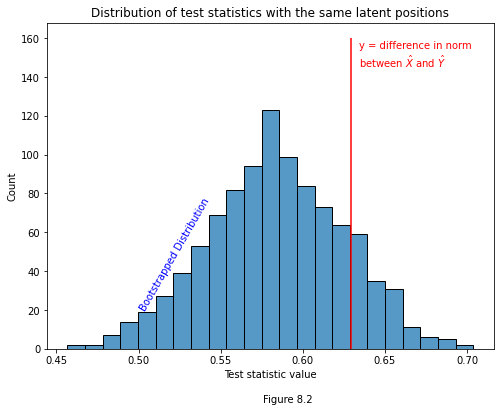 Distribution of test statistics with the same latent positions
160
140
120
100
80
60
40
20
0
Count
y = difference in norm
between X̂ and Ŷ
Bootstrapped Distribution
0.45
0.50
0.55
0.60
0.65
0.70
Test statistic value
Figure 8.2